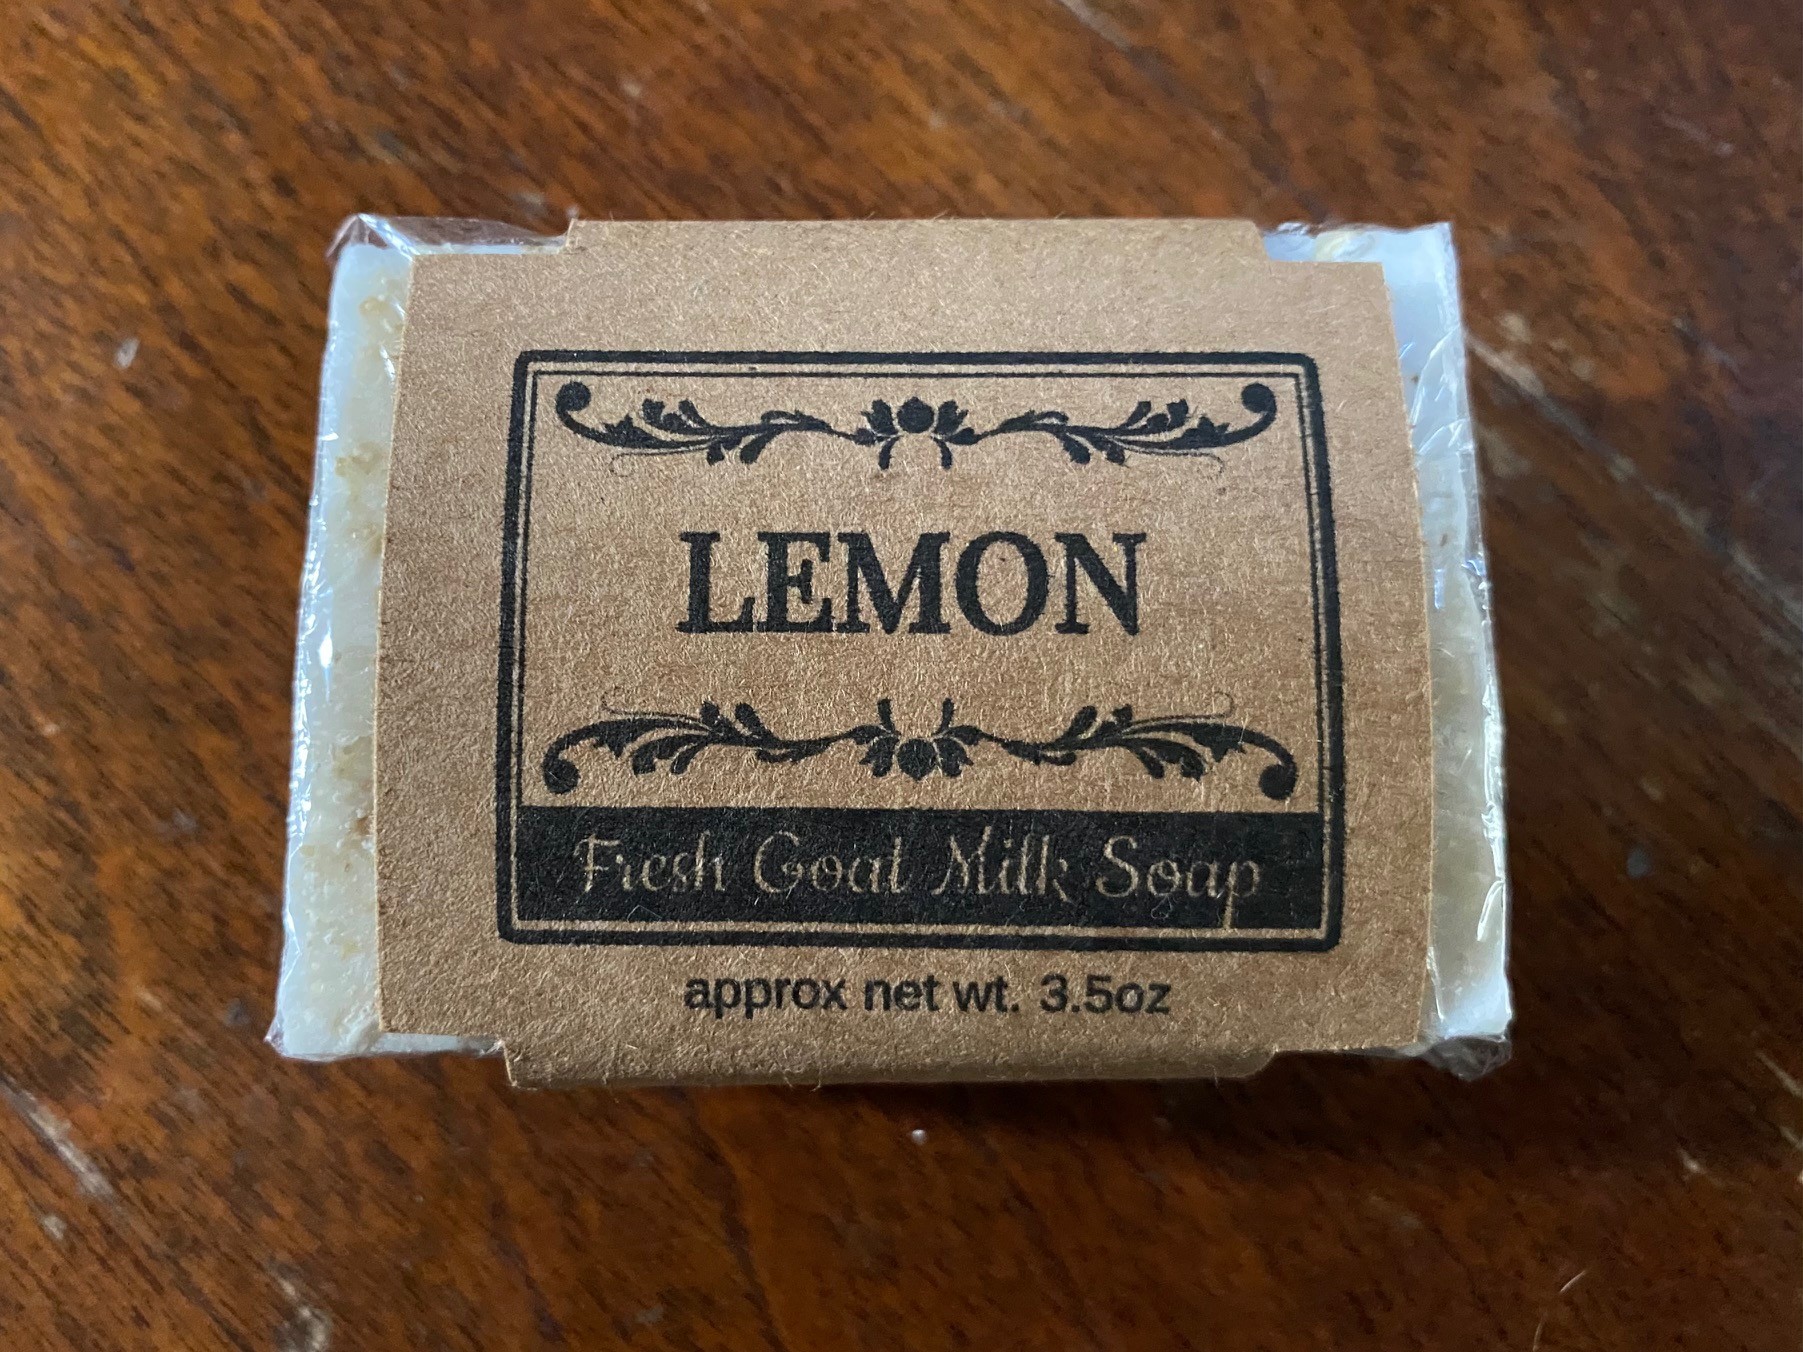 LEMON
Fresh Goat Milk Soap
approx net wt. 3.5oz